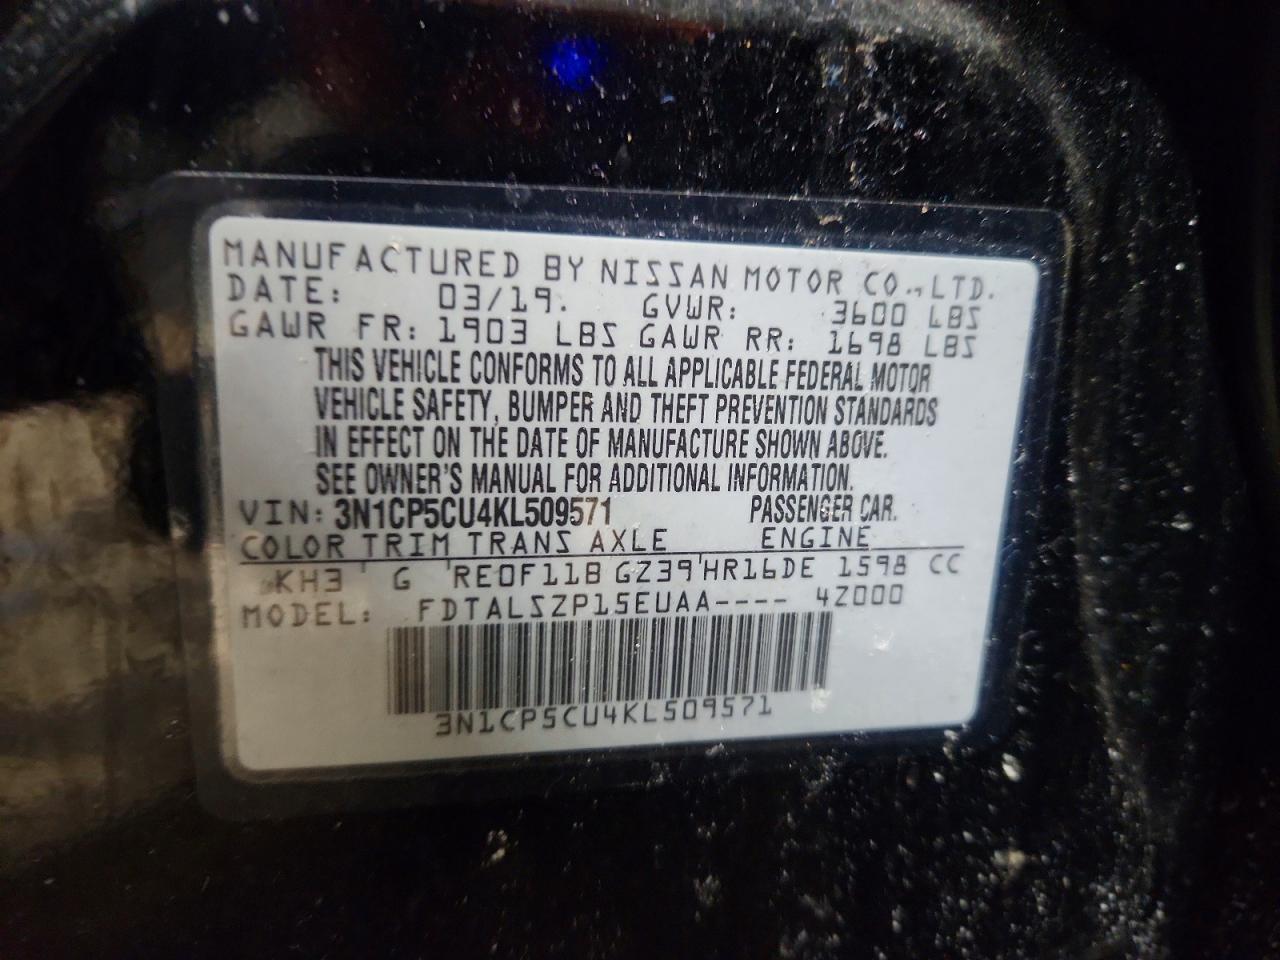 MANUFACTURED BY NISSAN MOTOR CO.,LTD.
DATE: 03/19. GVWR: 3600 LBS
GAWR FR: 1903 LBS GAWR RR: 1698 LBS
THIS VEHICLE CONFORMS TO ALL APPLICABLE FEDERAL MOTOR
VEHICLE SAFETY, BUMPER AND THEFT PREVENTION STANDARDS
IN EFFECT ON THE DATE OF MANUFACTURE SHOWN ABOVE.
SEE OWNER'S MANUAL FOR ADDITIONAL INFORMATION.
VIN: 3N1CP5CU4KL509571 PASSENGER CAR.
COLOR TRIM TRANS AXLE ENGINE
KH3 G RE0F11B GZ39 HR16DE 1598 CC
MODEL: FDTALSZP15EUAA---- 4Z000
3N1CP5CU4KL509571